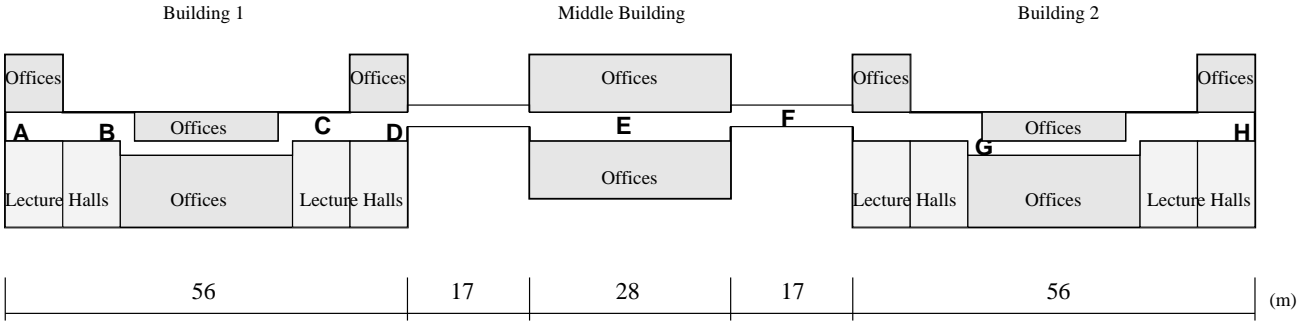 Building 1
Middle Building
Building 2
Offices
Offices
Offices
Offices
Offices
A
B
Offices
C
D
E
F
Offices
G
H
Lecture Halls
Offices
Lecture Halls
Offices
Lecture Halls
Offices
Lecture Halls
56
17
28
17
56
(m)